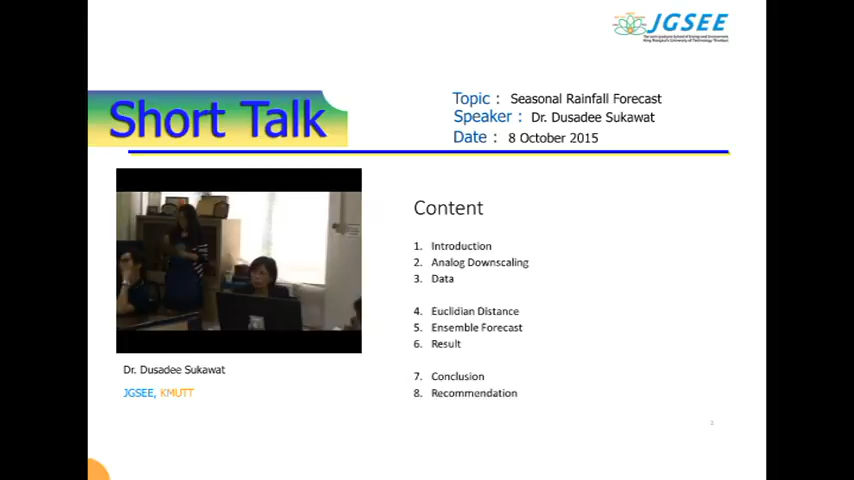 JGSEE
Short Talk
Topic : Seasonal Rainfall Forecast
Speaker : Dr. Dusadee Sukawat
Date : 8 October 2015
Content
1. Introduction
2. Analog Downscaling
3. Data
4. Euclidian Distance
5. Ensemble Forecast
6. Result
7. Conclusion
8. Recommendation
Dr. Dusadee Sukawat
JGSEE, KMUTT
2